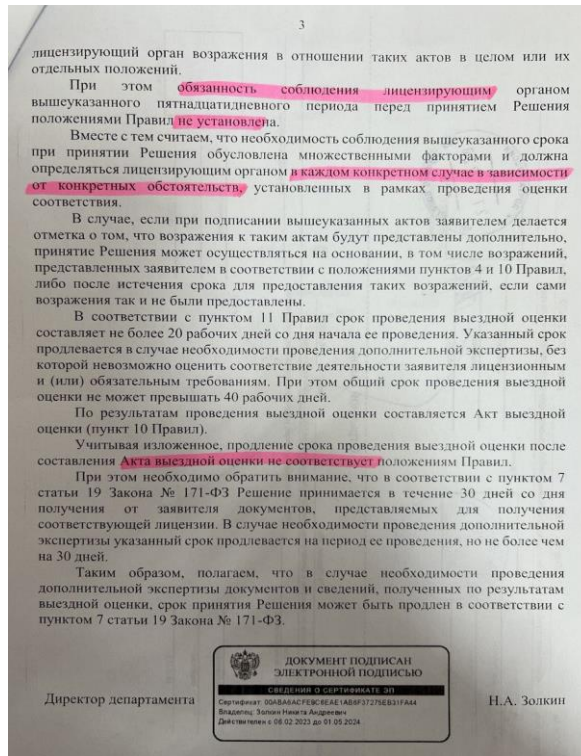 3
лицензирующий орган возражения в отношении таких актов в целом или их
отдельных положений.
При этом обязанность соблюдения лицензирующим органом
вышеуказанного пятнадцатидневного периода перед принятием Решения
положениями Правил не установлена.
Вместе с тем считаем, что необходимость соблюдения вышеуказанного срока
при принятии Решения обусловлена множественными факторами и должна
определяться лицензирующим органом в каждом конкретном случае в зависимости
от конкретных обстоятельств, установленных в рамках проведения оценки
соответствия.
В случае, если при подписании вышеуказанных актов заявителем делается
отметка о том, что возражения к таким актам будут представлены дополнительно,
принятие Решения может осуществляться на основании, в том числе возражений,
представленных заявителем в соответствии с положениями пунктов 4 и 10 Правил,
либо после истечения срока для предоставления таких возражений, если сами
возражения так и не были предоставлены.
В соответствии с пунктом 11 Правил срок проведения выездной оценки
составляет не более 20 рабочих дней со дня начала ее проведения. Указанный срок
продлевается в случае необходимости проведения дополнительной экспертизы, без
которой невозможно оценить соответствие деятельности заявителя лицензионным
и (или) обязательным требованиям. При этом общий срок проведения выездной
оценки не может превышать 40 рабочих дней.
По результатам проведения выездной оценки составляется Акт выездной
оценки (пункт 10 Правил).
Учитывая изложенное, продление срока проведения выездной оценки после
составления Акта выездной оценки не соответствует положениям Правил.
При этом необходимо обратить внимание, что в соответствии с пунктом 7
статьи 19 Закона № 171-ФЗ Решение принимается в течение 30 дней со дня
получения от заявителя документов, представляемых для получения
соответствующей лицензии. В случае необходимости проведения дополнительной
экспертизы указанный срок продлевается на период ее проведения, но не более чем
на 30 дней.
Таким образом, полагаем, что в случае необходимости проведения
дополнительной экспертизы документов и сведений, полученных по результатам
выездной оценки, срок принятия Решения может быть продлен в соответствии с
пунктом 7 статьи 19 Закона № 171-ФЗ.
ДОКУМЕНТ ПОДПИСАН
ЭЛЕКТРОННОЙ ПОДПИСЬЮ
СВЕДЕНИЯ О СЕРТИФИКАТЕ ЭП
Сертификат: 00ABA6ACFE9C8EAE1AB8F37275EB31FA44
Владелец: Золкин Никита Андреевич
Действителен с 06.02.2023 до 01.05.2024
Директор департамента
Н.А. Золкин